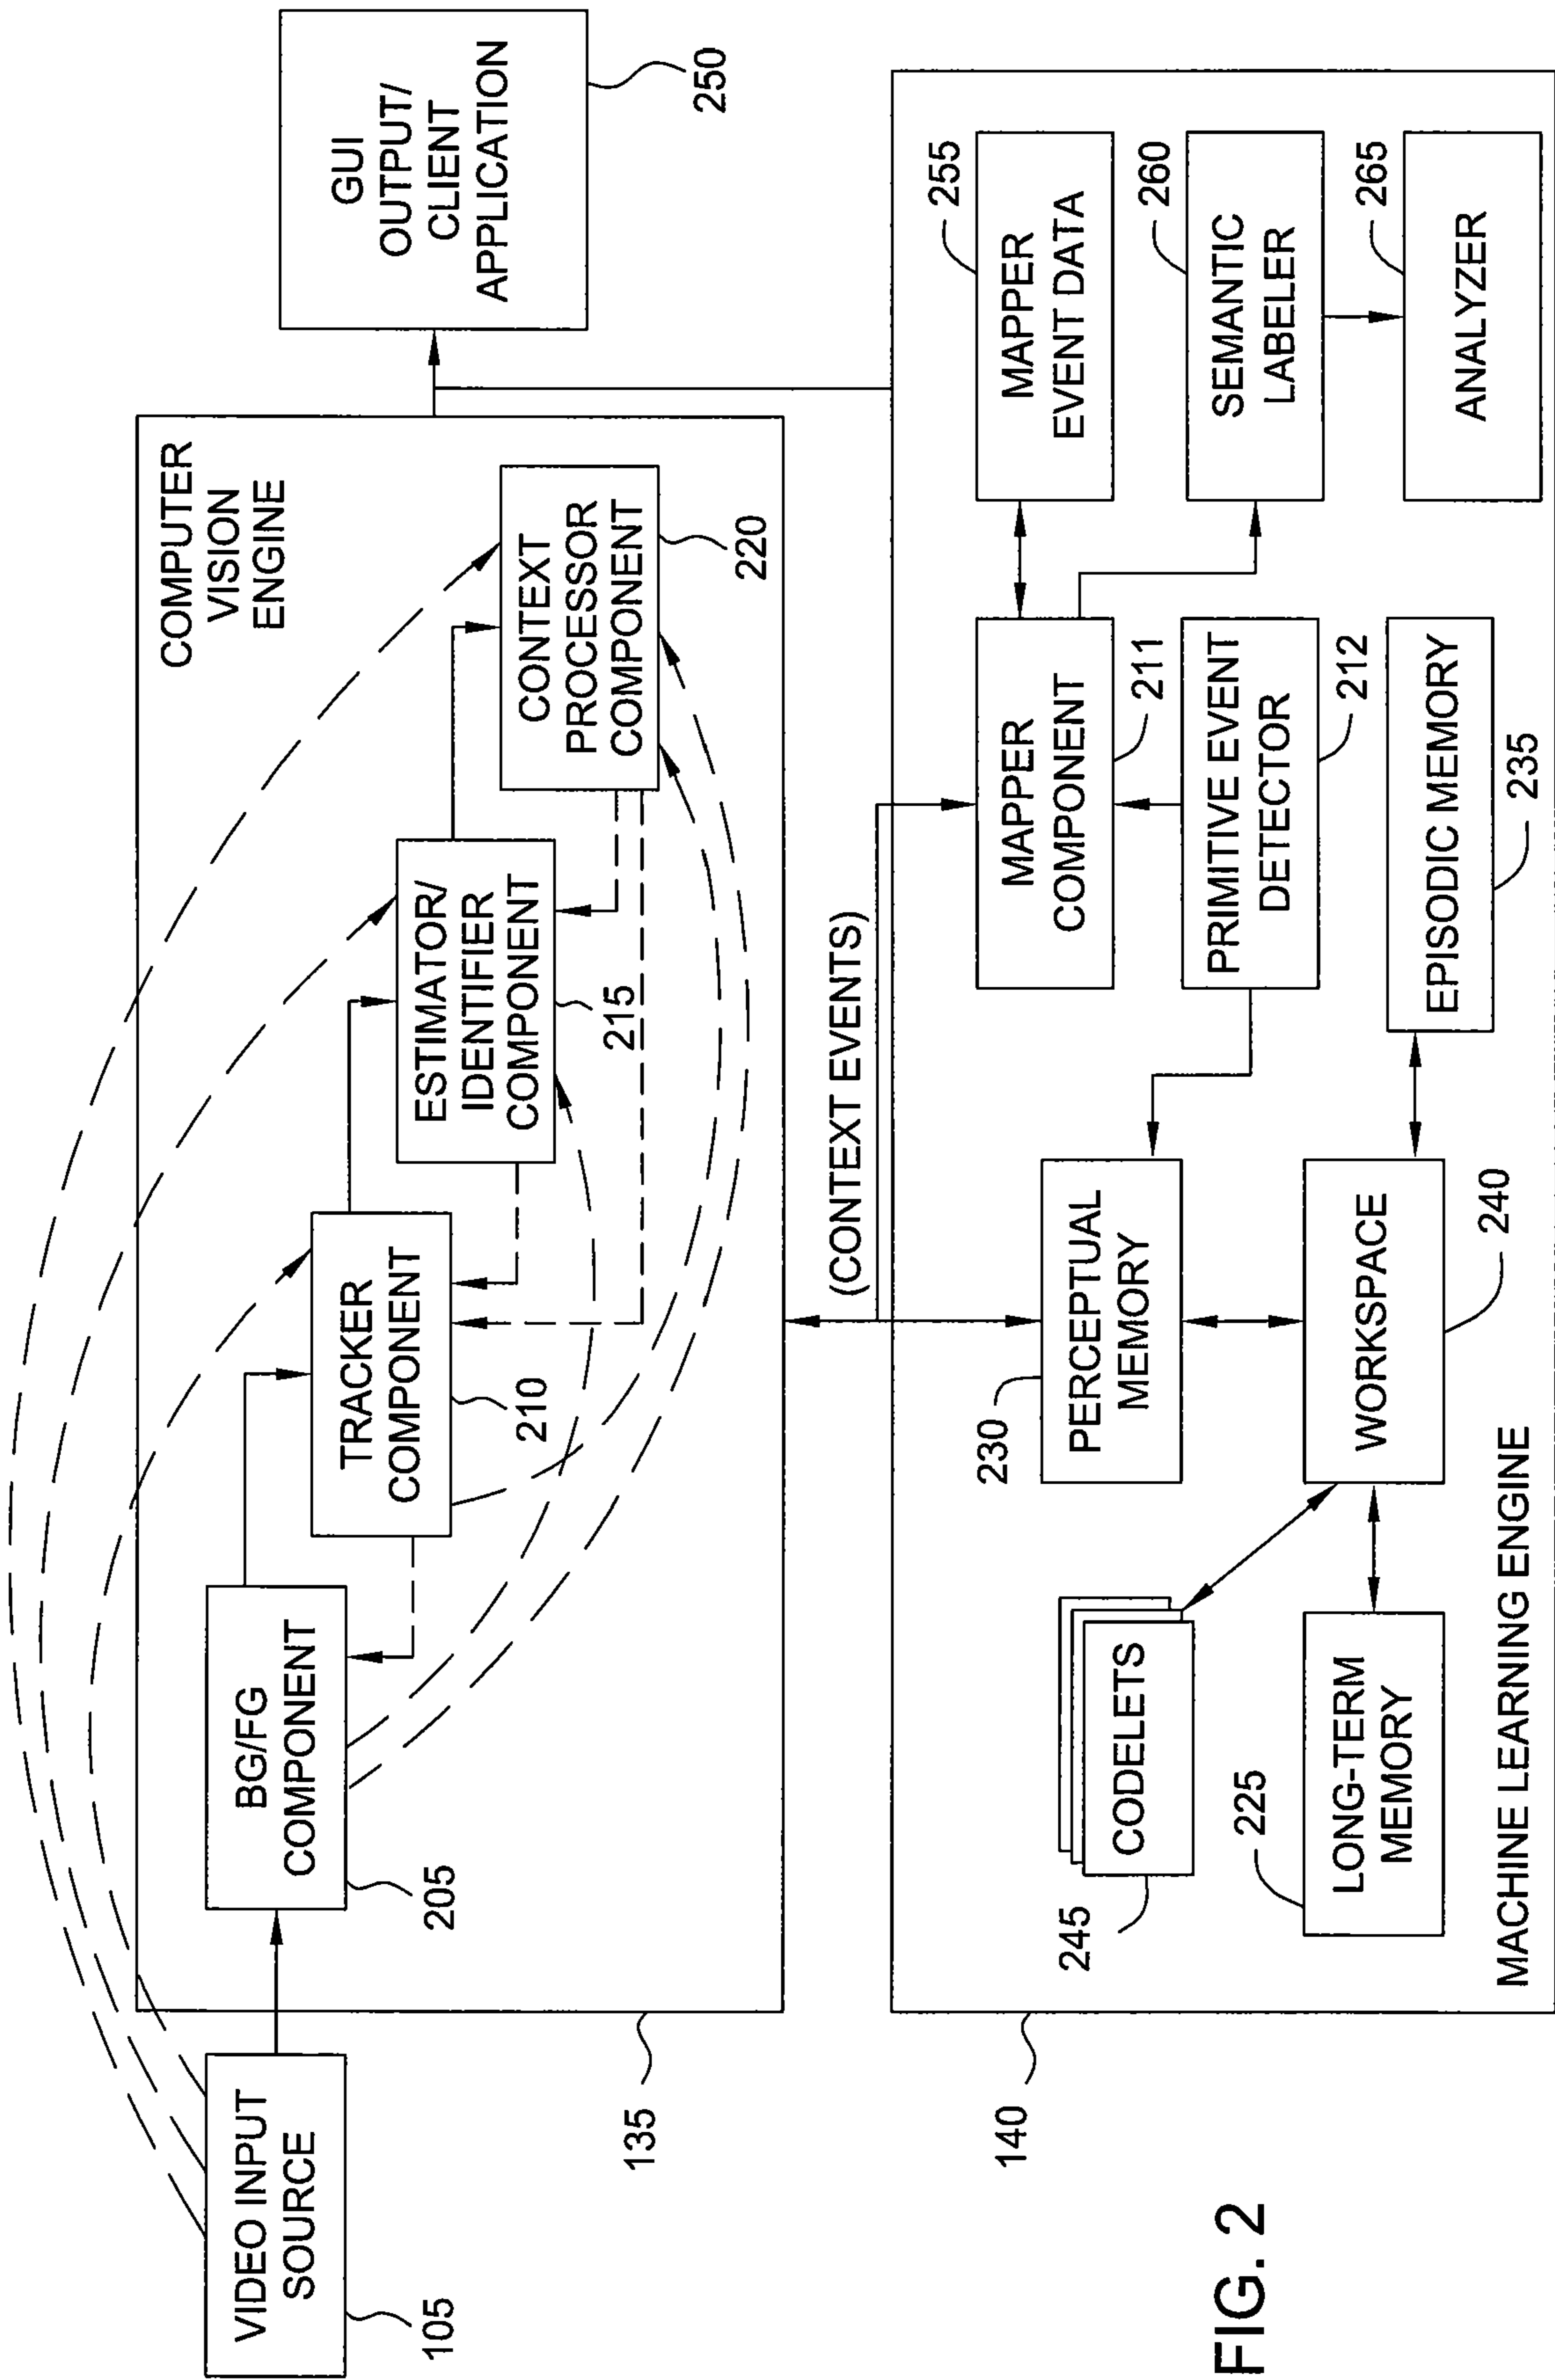 VIDEO INPUT
SOURCE
105
COMPUTER
VISION
ENGINE
135
BG/FG
COMPONENT
205
TRACKER
COMPONENT
210
ESTIMATOR/
IDENTIFIER
COMPONENT
215
CONTEXT
PROCESSOR
COMPONENT
220
GUI
OUTPUT/
CLIENT
APPLICATION
250
(CONTEXT EVENTS)
140
MACHINE LEARNING ENGINE
PERCEPTUAL
MEMORY
230
MAPPER
COMPONENT
211
MAPPER
EVENT DATA
255
PRIMITIVE EVENT
DETECTOR
212
SEMANTIC
LABELER
260
CODELETS
245
WORKSPACE
240
EPISODIC MEMORY
235
ANALYZER
265
LONG-TERM
MEMORY
225
FIG. 2